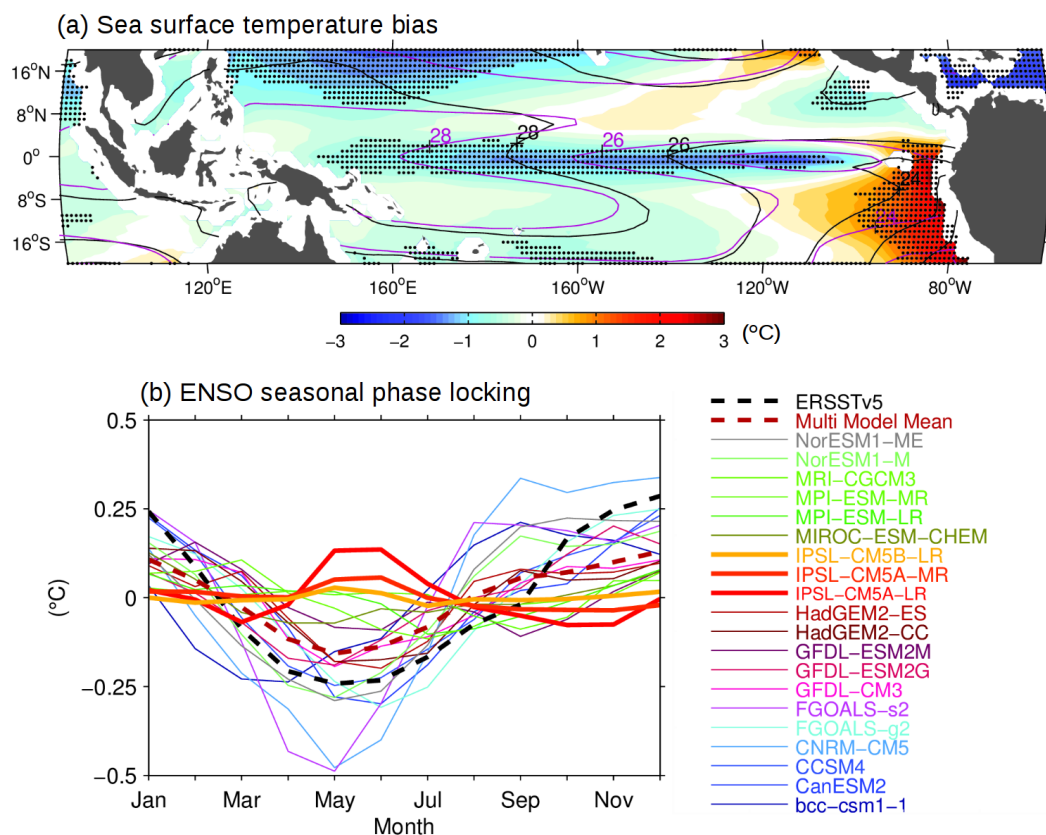 (a) Sea surface temperature bias
16°N
8°N
0°
8°S
16°S
28
28
26
26
24
24
0
120°E
160°E
160°W
120°W
80°W
−3
−2
−1
0
1
2
3
(°C)
(b) ENSO seasonal phase locking
0.5
0.25
0
−0.25
−0.5
(°C)
Jan
Mar
May
Jul
Sep
Nov
Month
ERSSTv5
Multi Model Mean
NorESM1−ME
NorESM1−M
MRI−CGCM3
MPI−ESM−MR
MPI−ESM−LR
MIROC−ESM−CHEM
IPSL−CM5B−LR
IPSL−CM5A−MR
IPSL−CM5A−LR
HadGEM2−ES
HadGEM2−CC
GFDL−ESM2M
GFDL−ESM2G
GFDL−CM3
FGOALS−s2
FGOALS−g2
CNRM−CM5
CCSM4
CanESM2
bcc−csm1−1